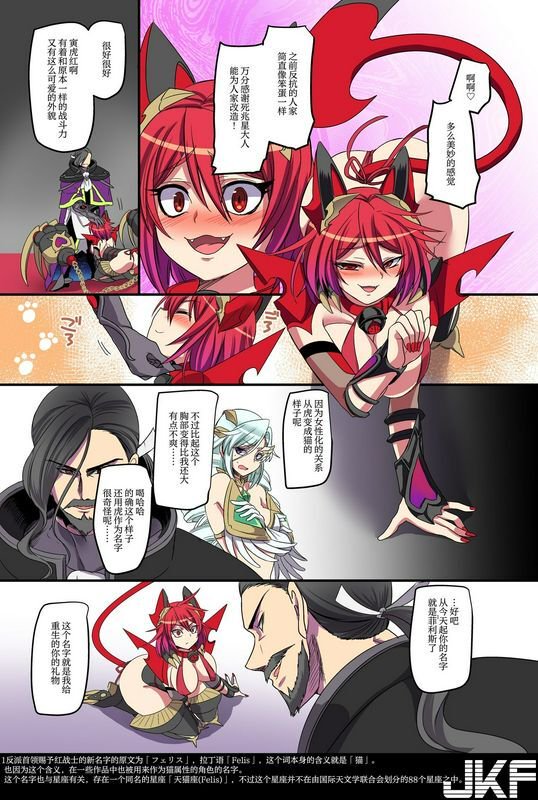 啊啊♡
多么美妙的感觉
之前反抗的人家
简直像笨蛋一样
万分感谢死兆星大人
能为人家改造！
很好很好
寅虎红啊
有着和原本一样的战斗力
又有这么可爱的外貌
ごろ
ごろ
因为女性化的关系
从虎变成猫的
样子呢
不过比起这个
胸部变得比我还大
有点不爽……
噶哈哈
的确这个样子
还用虎作为名字
很奇怪呢……
…好吧
从今天起你的名字
就是菲利斯了
这个名字就是我给
重生的你的礼物
1反派首领赐予红战士的新名字的原文为「フェリス」，拉丁语「Felis」，这个词本身的含义就是「猫」。
也因为这个含义，在一些作品中也被用来作为猫属性的角色的名字。
这个名字也与星座有关，存在一个同名的星座「天猫座(Felis)」，不过这个星座并不在由国际天文学联合会划分的88个星座之中。
JKF